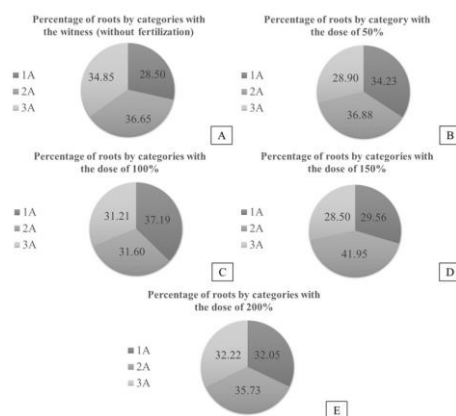 Percentage of roots by categories with
the witness (without fertilization)
1A
2A
3A
34.85
28.50
36.65
A
Percentage of roots by category with
the dose of 50%
1A
2A
3A
28.90
34.23
36.88
B
Percentage of roots by categories with
the dose of 100%
1A
2A
3A
31.21
37.19
31.60
C
Percentage of roots by categories with
the dose of 150%
1A
2A
3A
28.50
29.56
41.95
D
Percentage of roots by categories with
the dose of 200%
1A
2A
3A
32.22
32.05
35.73
E